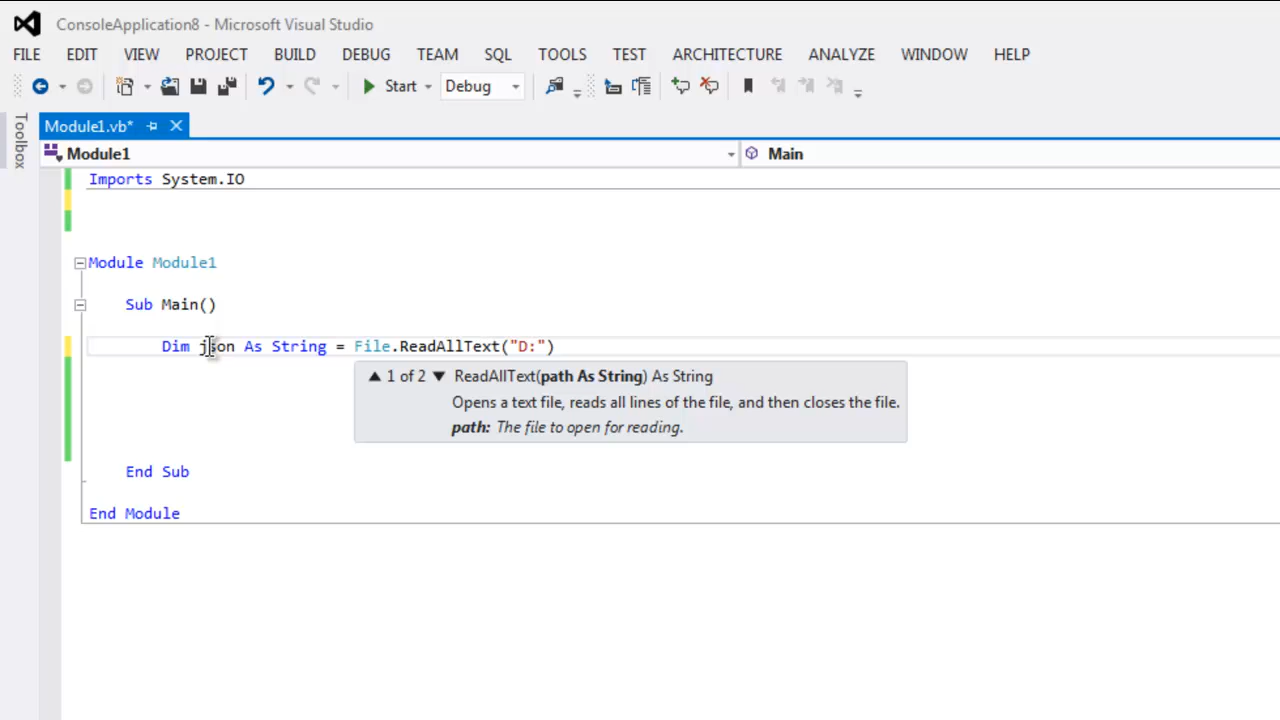 ConsoleApplication8 - Microsoft Visual Studio
FILE EDIT VIEW PROJECT BUILD DEBUG TEAM SQL TOOLS TEST ARCHITECTURE ANALYZE WINDOW HELP
Start Debug
Toolbox
Module1.vb*
Module1 Main
Imports System.IO
Module Module1
Sub Main()
Dim json As String = File.ReadAllText("D:")
1 of 2 ReadAllText(path As String) As String
Opens a text file, reads all lines of the file, and then closes the file.
path: The file to open for reading.
End Sub
End Module